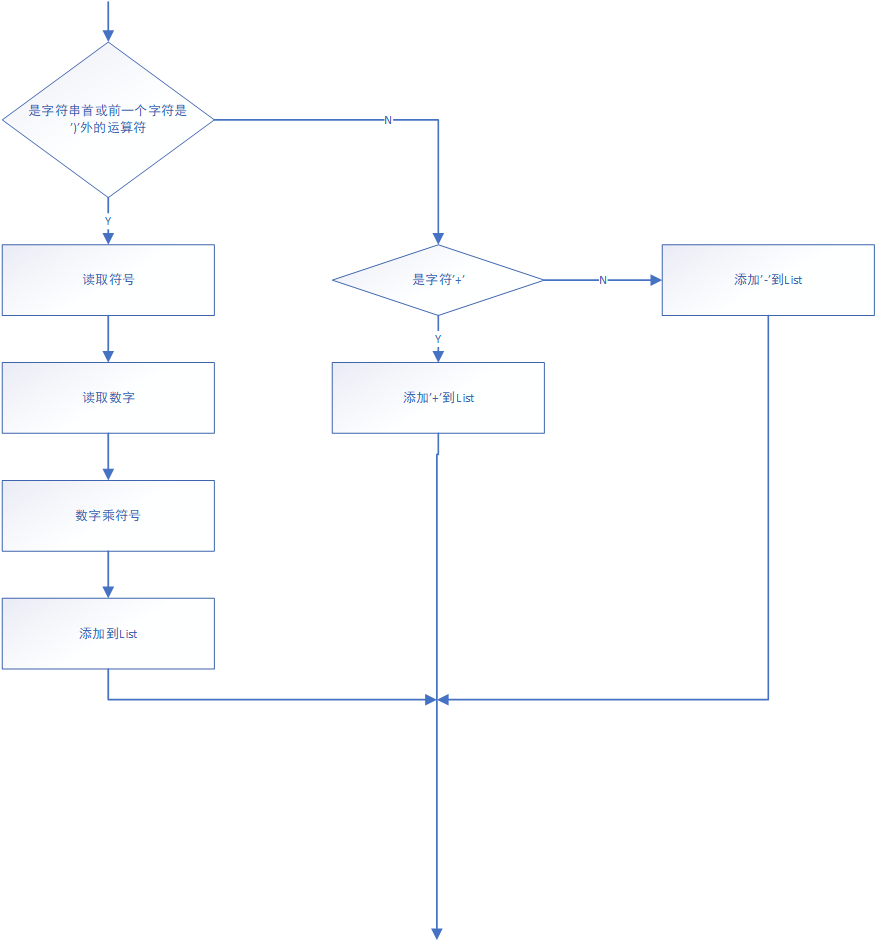 是字符串首或前一个字符是
')'外的运算符
N
Y
读取符号
是字符'+'
N
添加'-'到List
Y
读取数字
添加'+'到List
数字乘符号
添加到List